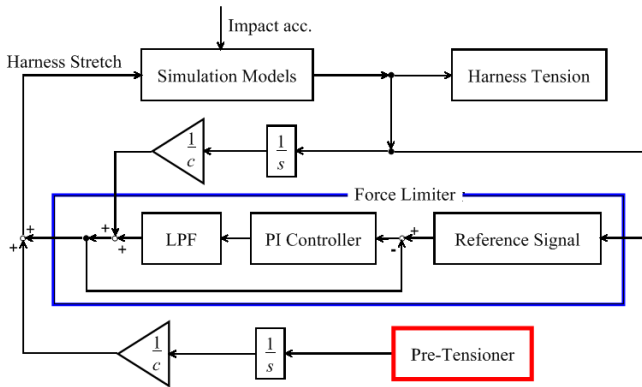 Impact acc.
Harness Stretch
Simulation Models
Harness Tension
1
c
1
s
Force Limiter
+
+
+
+
LPF
PI Controller
-
+
Reference Signal
1
c
1
s
Pre-Tensioner